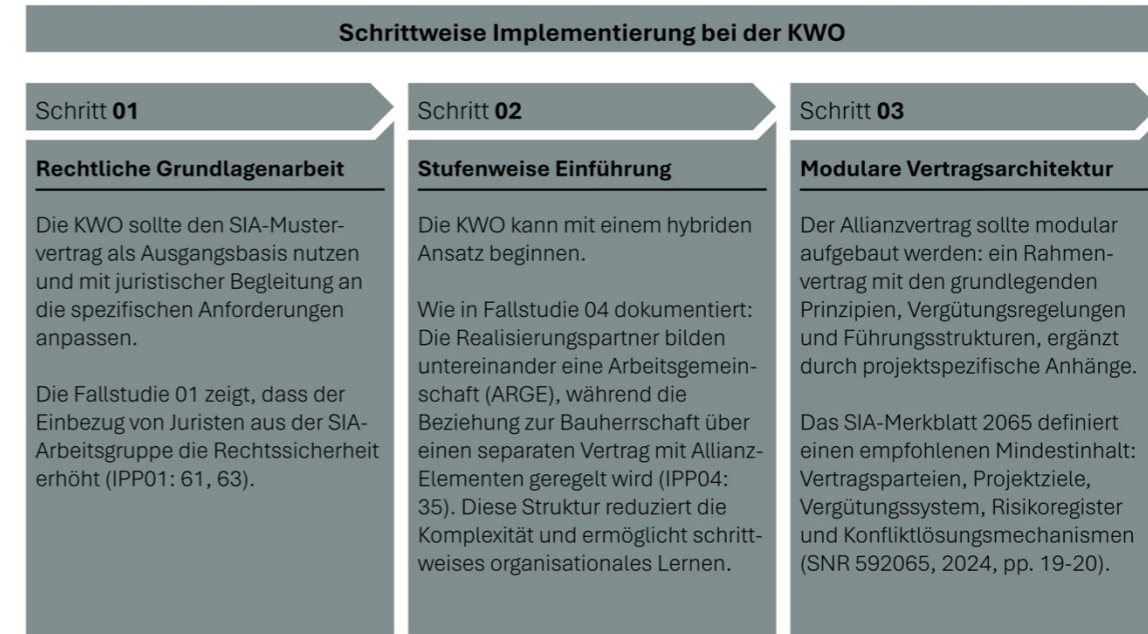 Schrittweise Implementierung bei der KWO
Schritt 01
Rechtliche Grundlagenarbeit
Die KWO sollte den SIA-Muster-
vertrag als Ausgangsbasis nutzen
und mit juristischer Begleitung an
die spezifischen Anforderungen
anpassen.
Die Fallstudie 01 zeigt, dass der
Einbezug von Juristen aus der SIA-
Arbeitsgruppe die Rechtssicherheit
erhöht (IPP01: 61, 63).
Schritt 02
Stufenweise Einführung
Die KWO kann mit einem hybriden
Ansatz beginnen.
Wie in Fallstudie 04 dokumentiert:
Die Realisierungspartner bilden
untereinander eine Arbeitsgemein-
schaft (ARGE), während die
Beziehung zur Bauherrschaft über
einen separaten Vertrag mit Allianz-
Elementen geregelt wird (IPP04:
35). Diese Struktur reduziert die
Komplexität und ermöglicht schritt-
weises organisationales Lernen.
Schritt 03
Modulare Vertragsarchitektur
Der Allianzvertrag sollte modular
aufgebaut werden: ein Rahmen-
vertrag mit den grundlegenden
Prinzipien, Vergütungsregelungen
und Führungsstrukturen, ergänzt
durch projektspezifische Anhänge.
Das SIA-Merkblatt 2065 definiert
einen empfohlenen Mindestinhalt:
Vertragsparteien, Projektziele,
Vergütungssystem, Risikoregister
und Konfliktlösungsmechanismen
(SNR 592065, 2024, pp. 19-20).